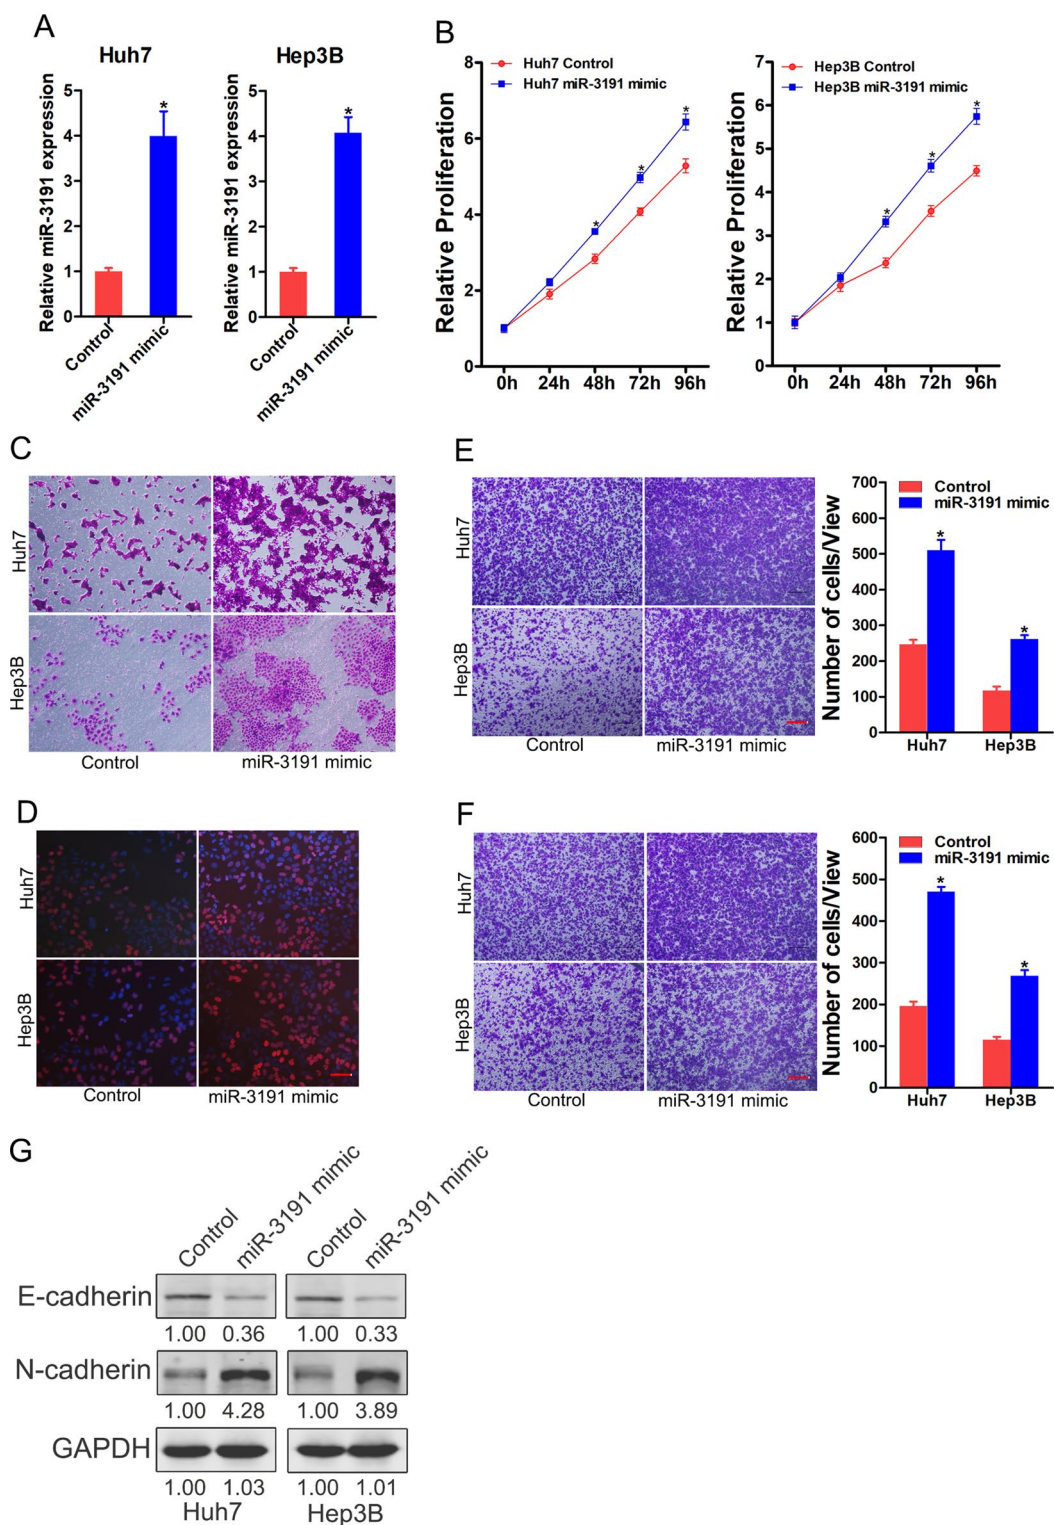 A
Huh7
Hep3B
Relative miR-3191 expression
5
4
3
2
1
0
Control
miR-3191 mimic
*
Relative miR-3191 expression
5
4
3
2
1
0
Control
miR-3191 mimic
*
B
Huh7 Control
Huh7 miR-3191 mimic
Relative Proliferation
8
6
4
2
0
0h 24h 48h 72h 96h
* * *
Hep3B Control
Hep3B miR-3191 mimic
Relative Proliferation
7
6
5
4
3
2
1
0
0h 24h 48h 72h 96h
* * *
C
Huh7
Hep3B
Control miR-3191 mimic
D
Huh7
Hep3B
Control miR-3191 mimic
E
Huh7
Hep3B
Control miR-3191 mimic
Control
miR-3191 mimic
Number of cells/View
700
600
500
400
300
200
100
0
Huh7 Hep3B
* *
F
Huh7
Hep3B
Control miR-3191 mimic
Control
miR-3191 mimic
Number of cells/View
600
500
400
300
200
100
0
Huh7 Hep3B
* *
G
Control miR-3191 mimic Control miR-3191 mimic
E-cadherin
1.00 0.36 1.00 0.33
N-cadherin
1.00 4.28 1.00 3.89
GAPDH
1.00 1.03 1.00 1.01
Huh7 Hep3B